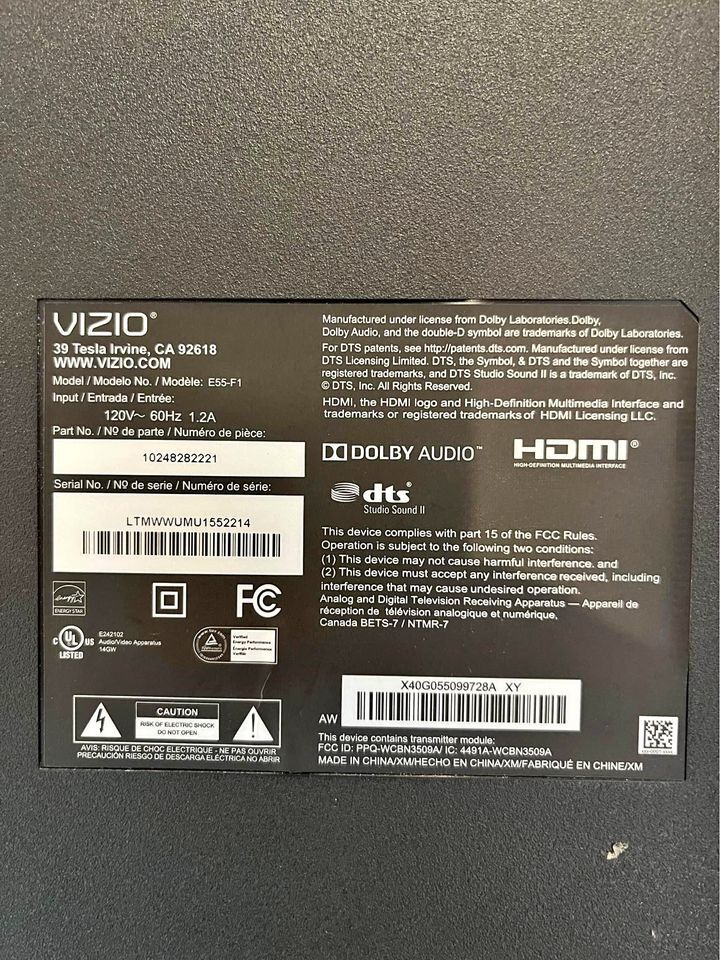 VIZIO®
39 Tesla Irvine, CA 92618
WWW.VIZIO.COM
Model / Modelo No. / Modèle: E55-F1
Input / Entrada / Entrée:
120V~ 60Hz 1.2A
Part No. / Nº de parte / Numéro de pièce:
10248282221
Serial No. / Nº de serie / Numéro de série:
LTMWWUMU1552214
ENERGY STAR
FC
C UL US
LISTED
E242102
Audio/Video Apparatus
14GW
Verified
Energy Performance
Vérifié
CAUTION
RISK OF ELECTRIC SHOCK
DO NOT OPEN
AVIS: RISQUE DE CHOC ELECTRIQUE - NE PAS OUVRIR
PRECAUCIÓN RIESGO DE DESCARGA ELÉCTRICA NO ABRIR
Manufactured under license from Dolby Laboratories.Dolby,
Dolby Audio, and the double-D symbol are trademarks of Dolby Laboratories.
For DTS patents, see http://patents.dts.com. Manufactured under license from
DTS Licensing Limited. DTS, the Symbol, & DTS and the Symbol together are
registered trademarks, and DTS Studio Sound II is a trademark of DTS, Inc.
© DTS, Inc. All Rights Reserved.
HDMI, the HDMI logo and High-Definition Multimedia Interface and
trademarks or registered trademarks of HDMI Licensing LLC.
DOLBY AUDIO™
HDMI®
HIGH-DEFINITION MULTIMEDIA INTERFACE
dts
Studio Sound II
This device complies with part 15 of the FCC Rules.
Operation is subject to the following two conditions:
(1) This device may not cause harmful interference. and
(2) This device must accept any interference received, including
interference that may cause undesired operation.
Analog and Digital Television Receiving Apparatus — Appareil de
réception de télévision analogique et numérique,
Canada BETS-7 / NTMR-7
X40G055099728A XY
AW
This device contains transmitter module:
FCC ID: PPQ-WCBN3509A/ IC: 4491A-WCBN3509A
MADE IN CHINA/XM/HECHO EN CHINA/XM/FABRIQUÉ EN CHINE/XM